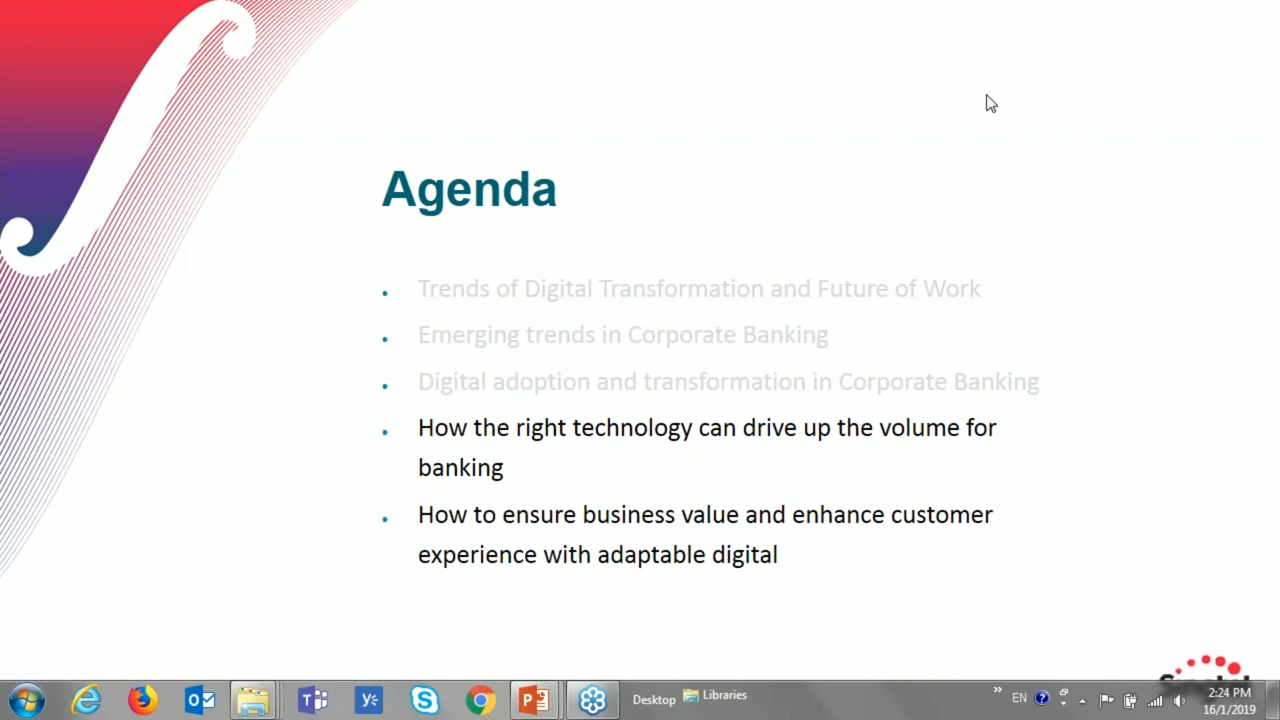 Agenda
• Trends of Digital Transformation and Future of Work
• Emerging trends in Corporate Banking
• Digital adoption and transformation in Corporate Banking
• How the right technology can drive up the volume for
banking
• How to ensure business value and enhance customer
experience with adaptable digital
Desktop
Libraries
EN
2:24 PM
16/1/2019